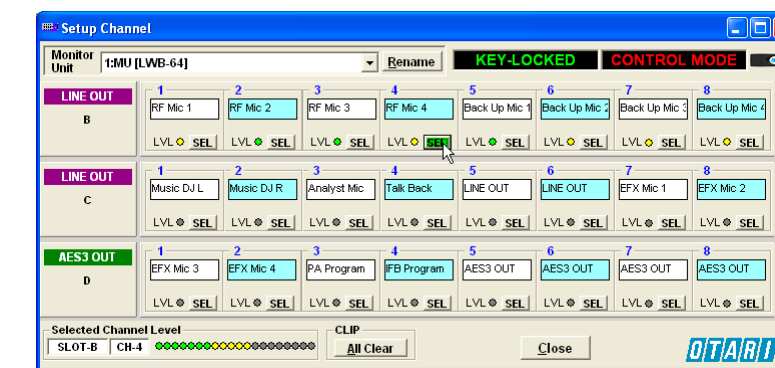 Setup Channel
Monitor Unit 1:MU [LWB-64] Rename KEY-LOCKED CONTROL MODE
LINE OUT
B
1 2 3 4 5 6 7 8
RF Mic 1 RF Mic 2 RF Mic 3 RF Mic 4 Back Up Mic 1 Back Up Mic 2 Back Up Mic 3 Back Up Mic 4
LVL SEL LVL SEL LVL SEL LVL SEL LVL SEL LVL SEL LVL SEL LVL SEL
LINE OUT
C
1 2 3 4 5 6 7 8
Music DJ L Music DJ R Analyst Mic Talk Back LINE OUT LINE OUT EFX Mic 1 EFX Mic 2
LVL SEL LVL SEL LVL SEL LVL SEL LVL SEL LVL SEL LVL SEL LVL SEL
AES3 OUT
D
1 2 3 4 5 6 7 8
EFX Mic 3 EFX Mic 4 PA Program IFB Program AES3 OUT AES3 OUT AES3 OUT AES3 OUT
LVL SEL LVL SEL LVL SEL LVL SEL LVL SEL LVL SEL LVL SEL LVL SEL
Selected Channel Level CLIP
SLOT-B CH-4 All Clear Close OTARI